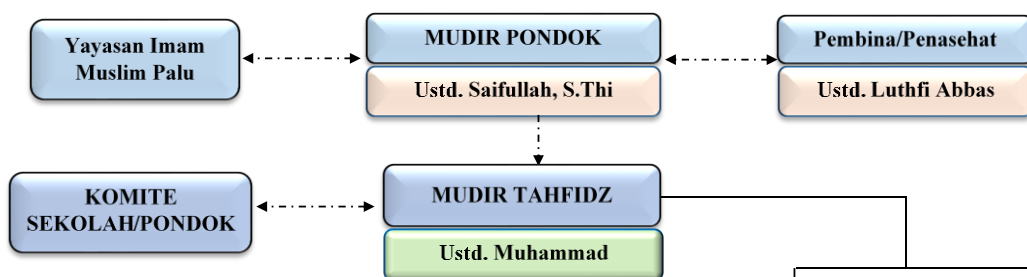 Yayasan Imam
Muslim Palu
MUDIR PONDOK
Ustd. Saifullah, S.Thi
Pembina/Penasehat
Ustd. Luthfi Abbas
KOMITE
SEKOLAH/PONDOK
MUDIR TAHFIDZ
Ustd. Muhammad